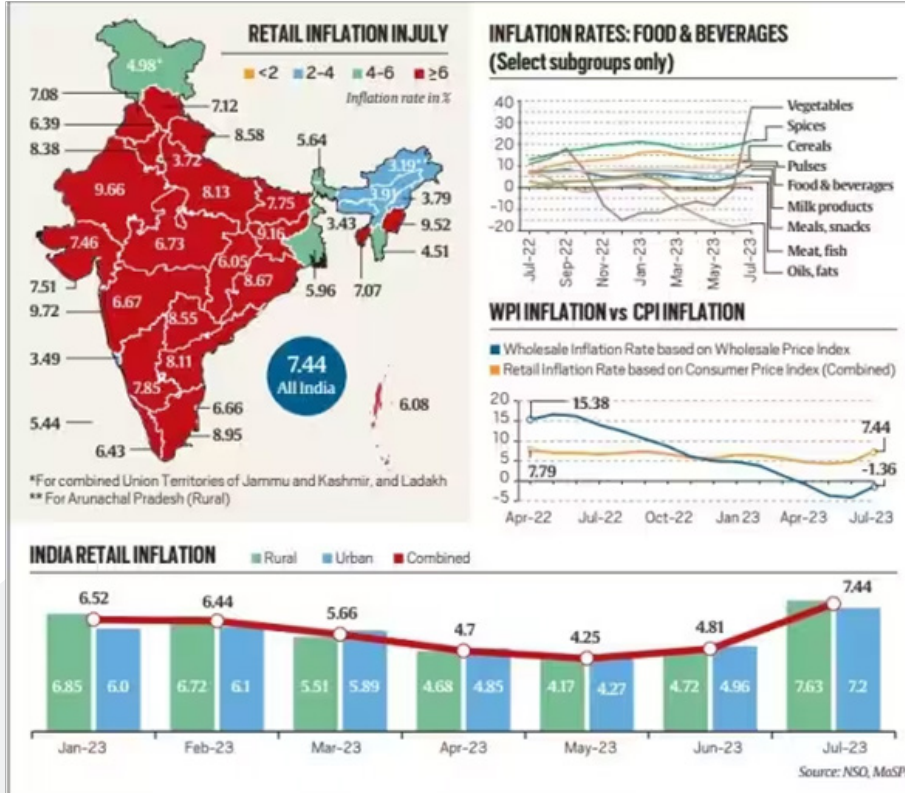 RETAIL INFLATION INJULY
<2 2-4 4-6 ≥6
Inflation rate in %
4.98*
7.08
7.12
6.39
8.58
8.38
3.72
5.64
3.19**
9.66
8.13
7.75
3.91
3.79
3.43
9.16
9.52
7.46
6.73
6.05
4.51
8.67
7.51
5.96
7.07
9.72
6.67
8.55
3.49
8.11
7.44
All India
7.85
6.66
6.08
5.44
8.95
6.43
*For combined Union Territories of Jammu and Kashmir, and Ladakh
** For Arunachal Pradesh (Rural)
INFLATION RATES: FOOD & BEVERAGES
(Select subgroups only)
40
30
20
10
0
-10
-20
Vegetables
Spices
Cereals
Pulses
Food & beverages
Milk products
Meals, snacks
Meat, fish
Oils, fats
Jul-22 Sep-22 Nov-22 Jan-23 Mar-23 May-23 Jul-23
WPI INFLATION vs CPI INFLATION
Wholesale Inflation Rate based on Wholesale Price Index
Retail Inflation Rate based on Consumer Price Index (Combined)
20
15
10
5
0
-5
15.38
7.79
7.44
-1.36
Apr-22 Jul-22 Oct-22 Jan 23 Apr-23 Jul-23
INDIA RETAIL INFLATION Rural Urban Combined
6.52 6.44 5.66 4.7 4.25 4.81 7.44
6.85 6.0 6.72 6.1 5.51 5.89 4.68 4.85 4.17 4.27 4.72 4.96 7.63 7.2
Jan-23 Feb-23 Mar-23 Apr-23 May-23 Jun-23 Jul-23
Source: NSO, MoSP